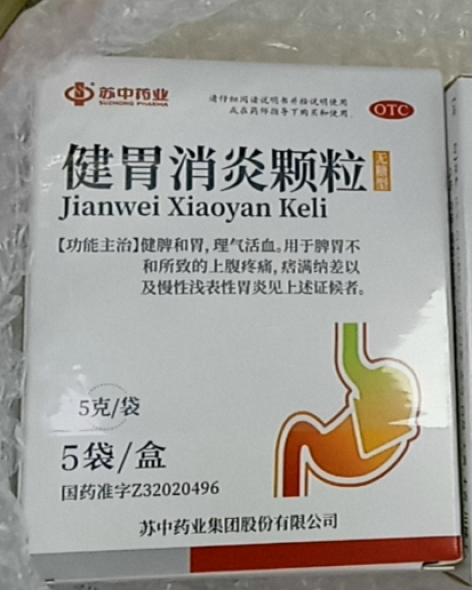 苏中药业
SUZHONG PHARMA
请仔细阅读说明书并按说明使用
或在药师指导下购买和使用
OTC
健胃消炎颗粒
无糖型
Jianwei Xiaoyan Keli
【功能主治】健脾和胃,理气活血。用于脾胃不
和所致的上腹疼痛,痞满纳差以
及慢性浅表性胃炎见上述证候者。
5克/袋
5袋/盒
国药准字Z32020496
苏中药业集团股份有限公司